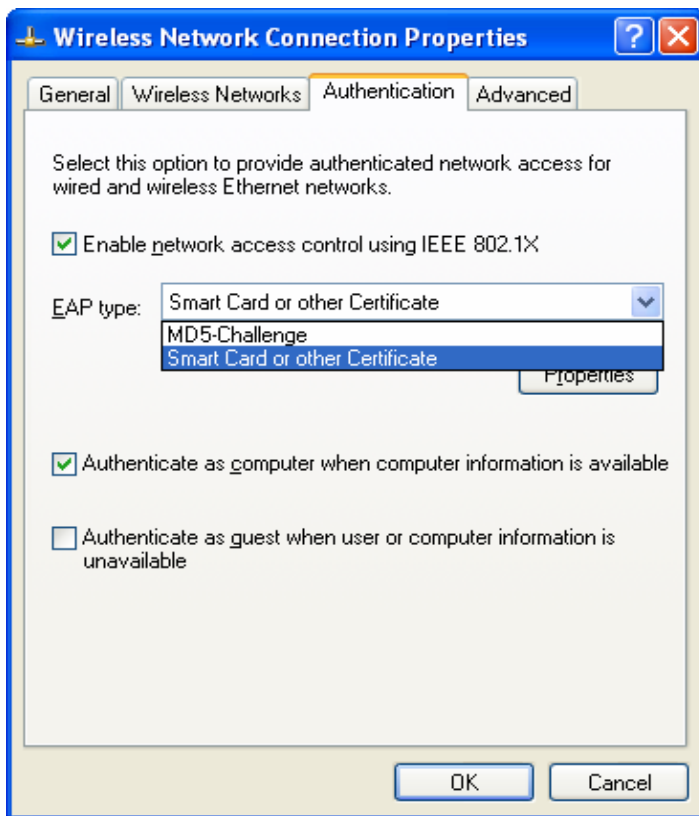 Wireless Network Connection Properties
General Wireless Networks Authentication Advanced
Select this option to provide authenticated network access for
wired and wireless Ethernet networks.
Enable network access control using IEEE 802.1X
EAP type: Smart Card or other Certificate
MD5-Challenge
Smart Card or other Certificate
Properties
Authenticate as computer when computer information is available
Authenticate as guest when user or computer information is
unavailable
OK Cancel